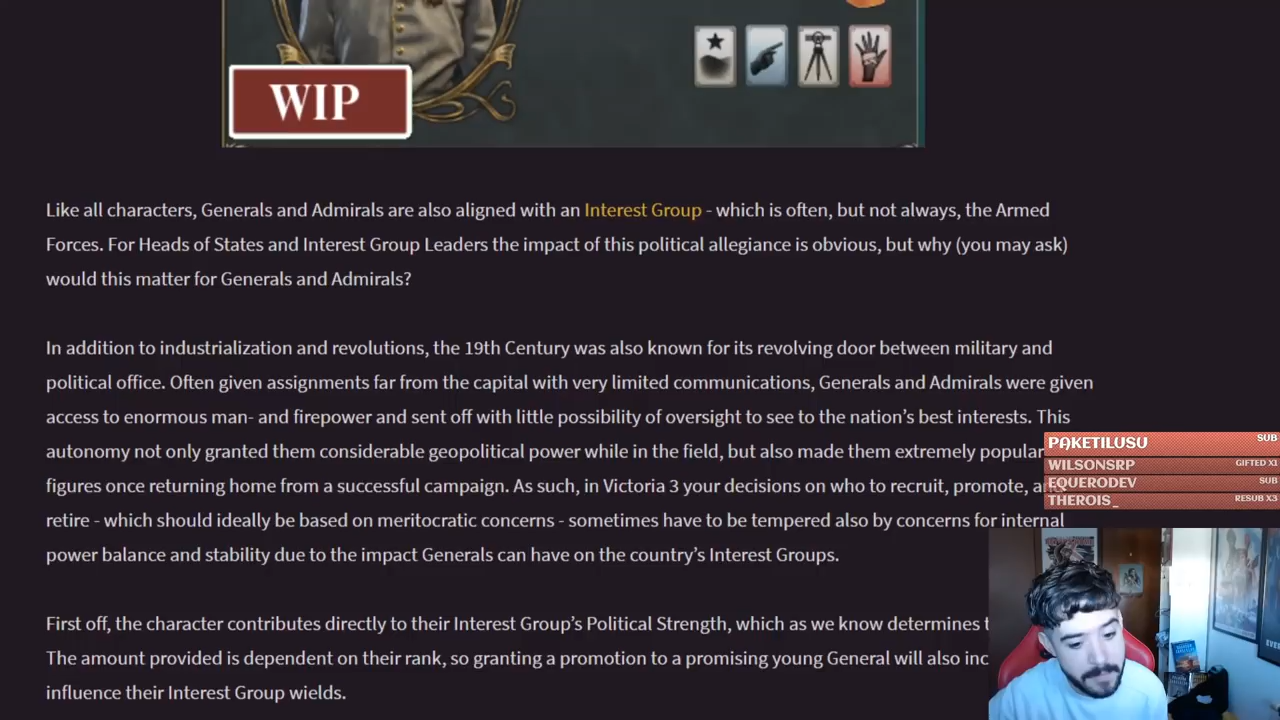 WIP
Like all characters, Generals and Admirals are also aligned with an Interest Group - which is often, but not always, the Armed
Forces. For Heads of States and Interest Group Leaders the impact of this political allegiance is obvious, but why (you may ask)
would this matter for Generals and Admirals?
In addition to industrialization and revolutions, the 19th Century was also known for its revolving door between military and
political office. Often given assignments far from the capital with very limited communications, Generals and Admirals were given
access to enormous man- and firepower and sent off with little possibility of oversight to see to the nation's best interests. This
autonomy not only granted them considerable geopolitical power while in the field, but also made them extremely popular
figures once returning home from a successful campaign. As such, in Victoria 3 your decisions on who to recruit, promote,
retire - which should ideally be based on meritocratic concerns - sometimes have to be tempered also by concerns for internal
power balance and stability due to the impact Generals can have on the country's Interest Groups.
First off, the character contributes directly to their Interest Group's Political Strength, which as we know determines
The amount provided is dependent on their rank, so granting a promotion to a promising young General will also
influence their Interest Group wields.
PAKETILUSU SUB
WILSONSRP GIFTED X1
EQUERODEV SUB
THEROIS_ RESUB X3